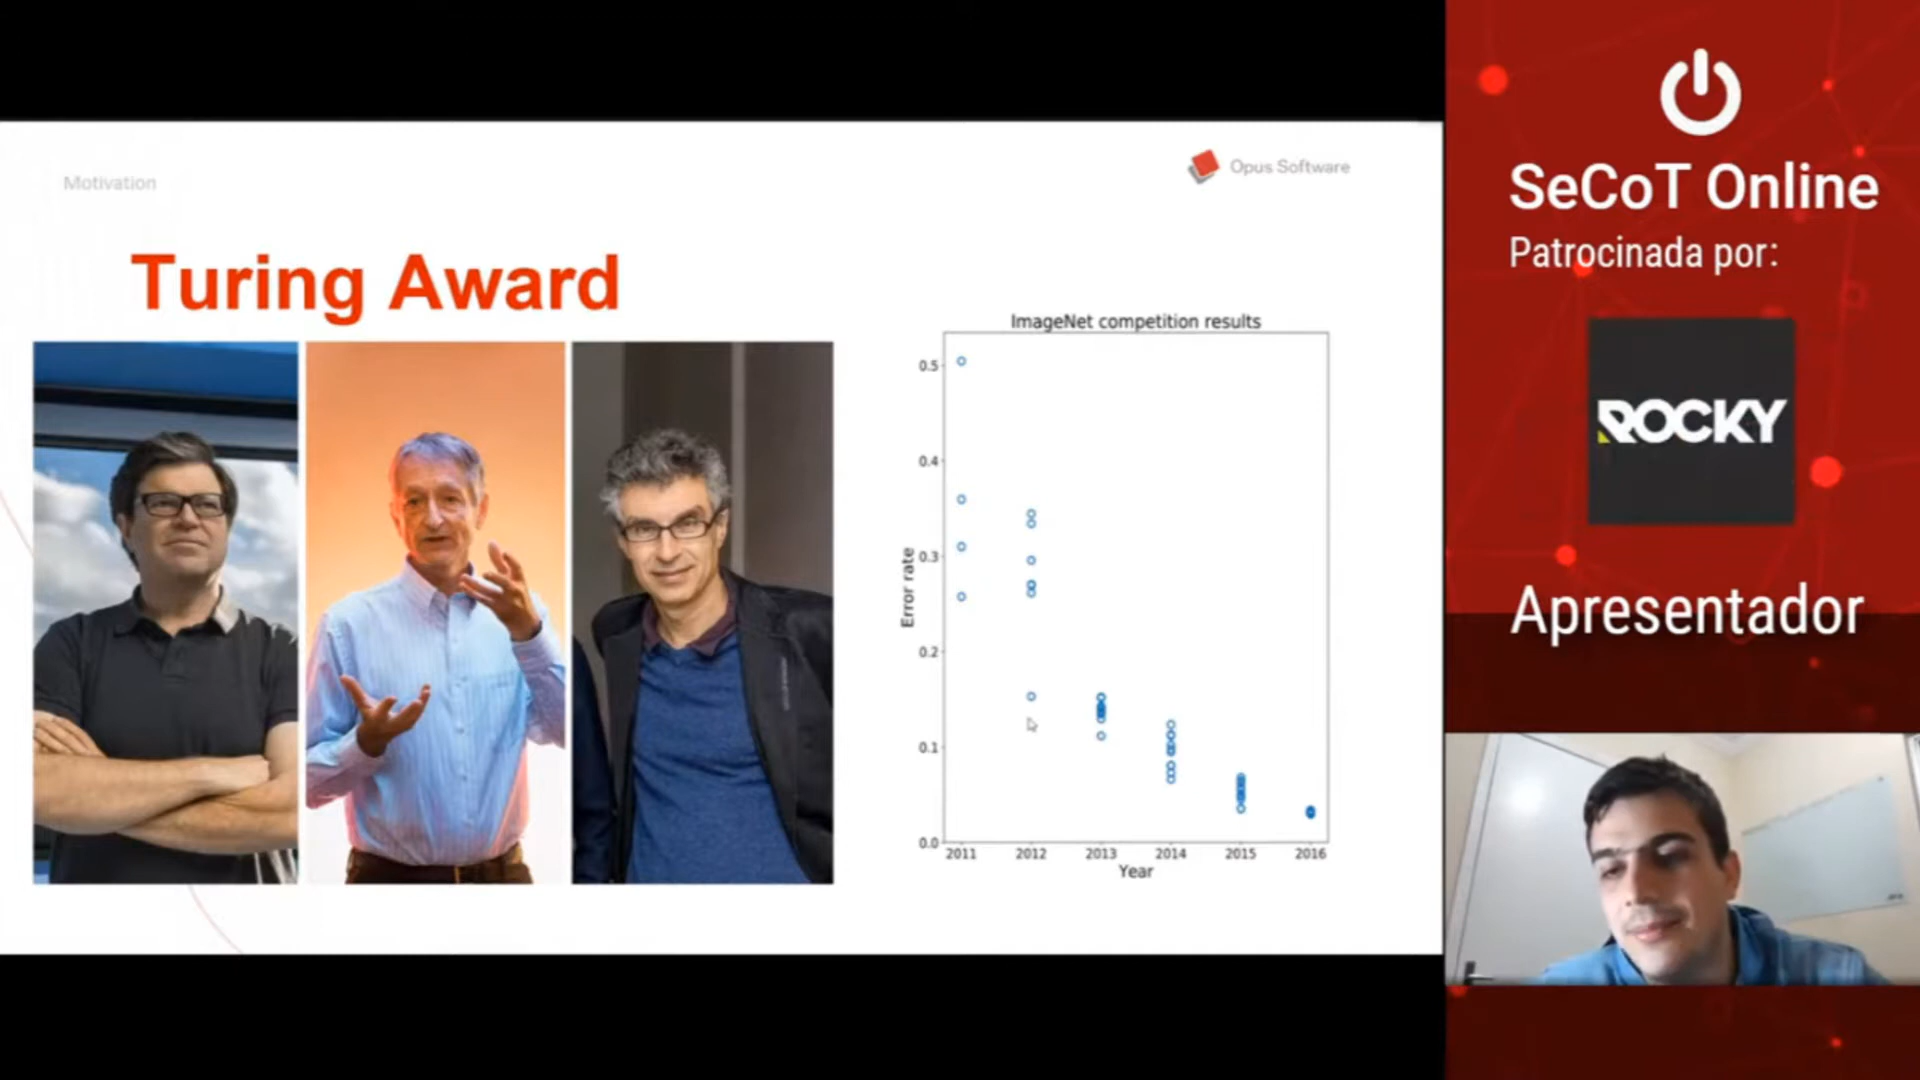 Motivation
Opus Software
Turing Award
ImageNet competition results
0.5
0.4
0.3
0.2
0.1
0.0
Error rate
2011 2012 2013 2014 2015 2016
Year
SeCoT Online
Patrocinada por:
ROCKY
Apresentador